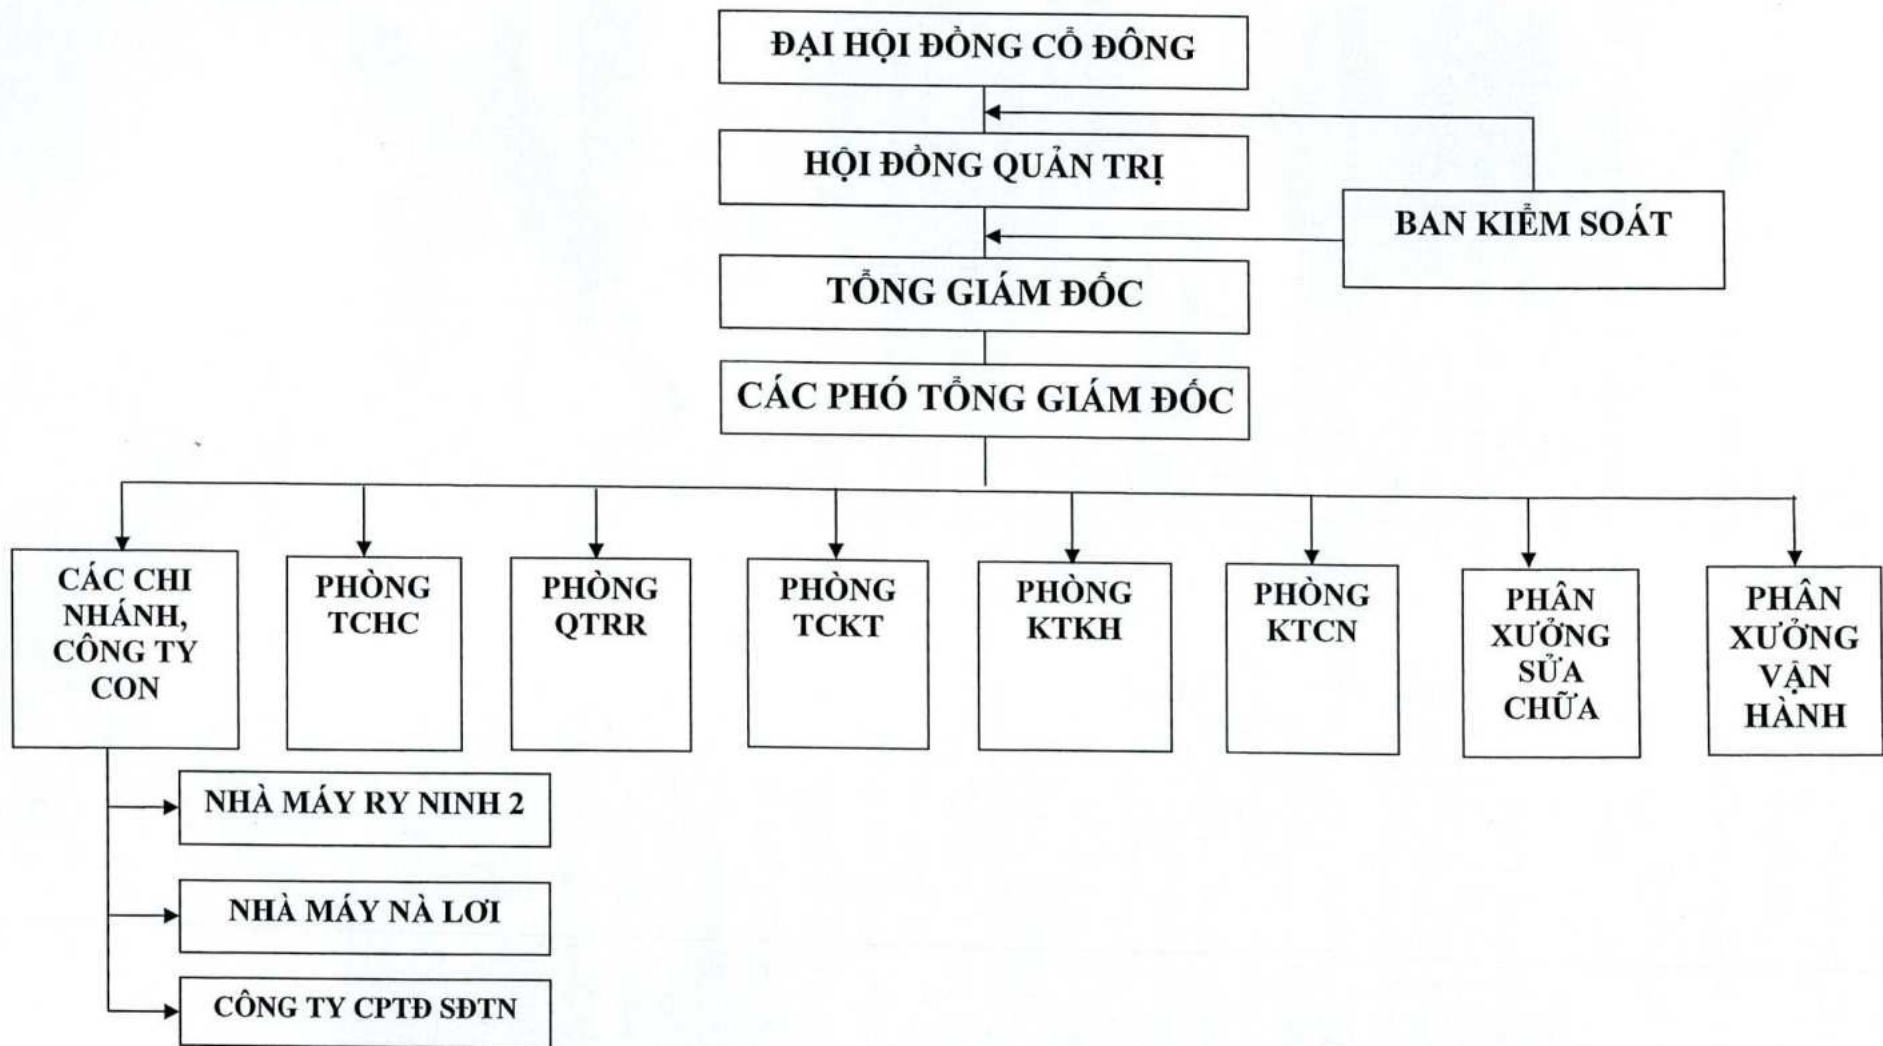 ĐẠI HỘI ĐỒNG CỔ ĐÔNG
HỘI ĐỒNG QUẢN TRỊ
BAN KIỂM SOÁT
TỔNG GIÁM ĐỐC
CÁC PHÓ TỔNG GIÁM ĐỐC
CÁC CHI
NHÁNH,
CÔNG TY
CON
PHÒNG
TCHC
PHÒNG
QTRR
PHÒNG
TCKT
PHÒNG
KTKH
PHÒNG
KTCN
PHÂN
XƯỞNG
SỬA
CHỮA
PHÂN
XƯỞNG
VẬN
HÀNH
NHÀ MÁY RY NINH 2
NHÀ MÁY NÀ LƠI
CÔNG TY CPTĐ SĐTN